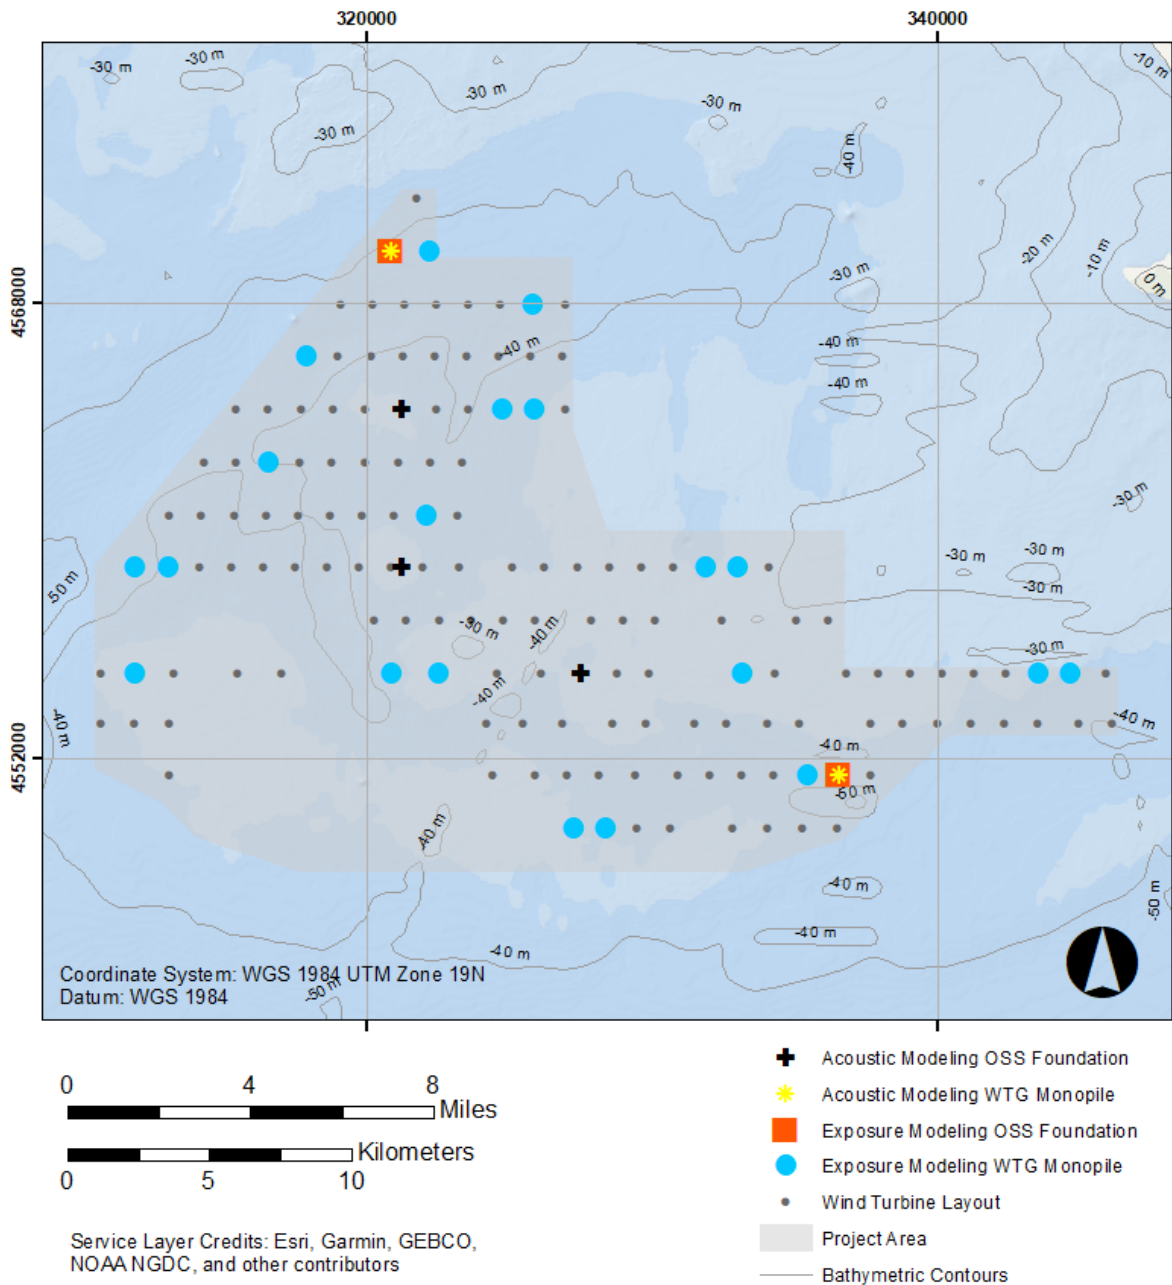 320000
340000
-30 m
-30 m
-10 m
-30 m
-30 m
-30 m
-40 m
-20 m
-10 m
-30 m
0 m
4568000
-40 m
-40 m
-40 m
-30 m
-30 m
-30 m
50 m
-30 m
-30 m
-40 m
-30 m
-40 m
-40 m
-40 m
-40 m
4552000
-50 m
40 m
-40 m
-50 m
-40 m
-40 m
Coordinate System: WGS 1984 UTM Zone 19N
Datum: WGS 1984
-50 m
0 4 8
Miles
Kilometers
0 5 10
Service Layer Credits: Esri, Garmin, GEBCO,
NOAA NGDC, and other contributors
Acoustic Modeling OSS Foundation
Acoustic Modeling WTG Monopile
Exposure Modeling OSS Foundation
Exposure Modeling WTG Monopile
Wind Turbine Layout
Project Area
Bathymetric Contours